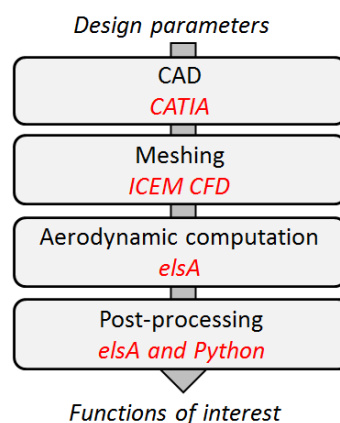 Design parameters
CAD
CATIA
Meshing
ICEM CFD
Aerodynamic computation
elsA
Post-processing
elsA and Python
Functions of interest